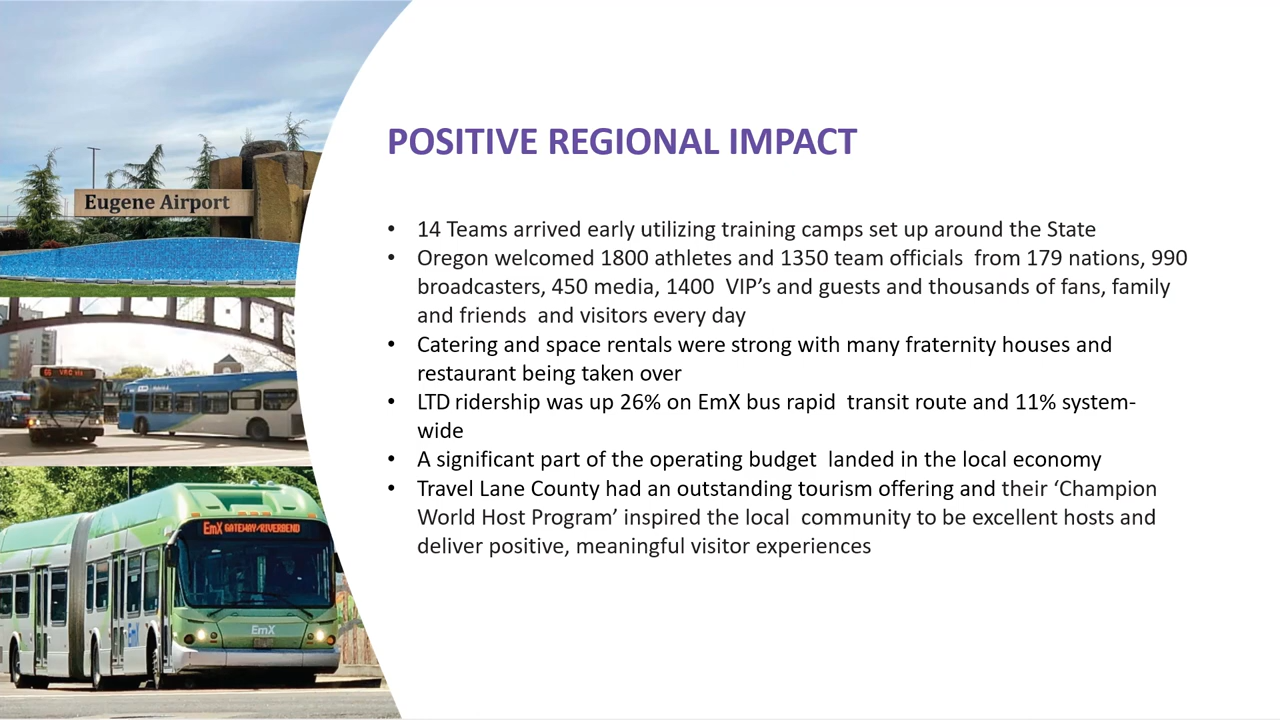 POSITIVE REGIONAL IMPACT
Eugene Airport
• 14 Teams arrived early utilizing training camps set up around the State
• Oregon welcomed 1800 athletes and 1350 team officials  from 179 nations, 990
broadcasters, 450 media, 1400  VIP’s and guests and thousands of fans, family
and friends  and visitors every day
• Catering and space rentals were strong with many fraternity houses and
restaurant being taken over
• LTD ridership was up 26% on EmX bus rapid  transit route and 11% system-
wide
• A significant part of the operating budget  landed in the local economy
• Travel Lane County had an outstanding tourism offering and their ‘Champion
World Host Program’ inspired the local  community to be excellent hosts and
deliver positive, meaningful visitor experiences
EmX GATEWAY/RIVERBEND
EmX
EmX